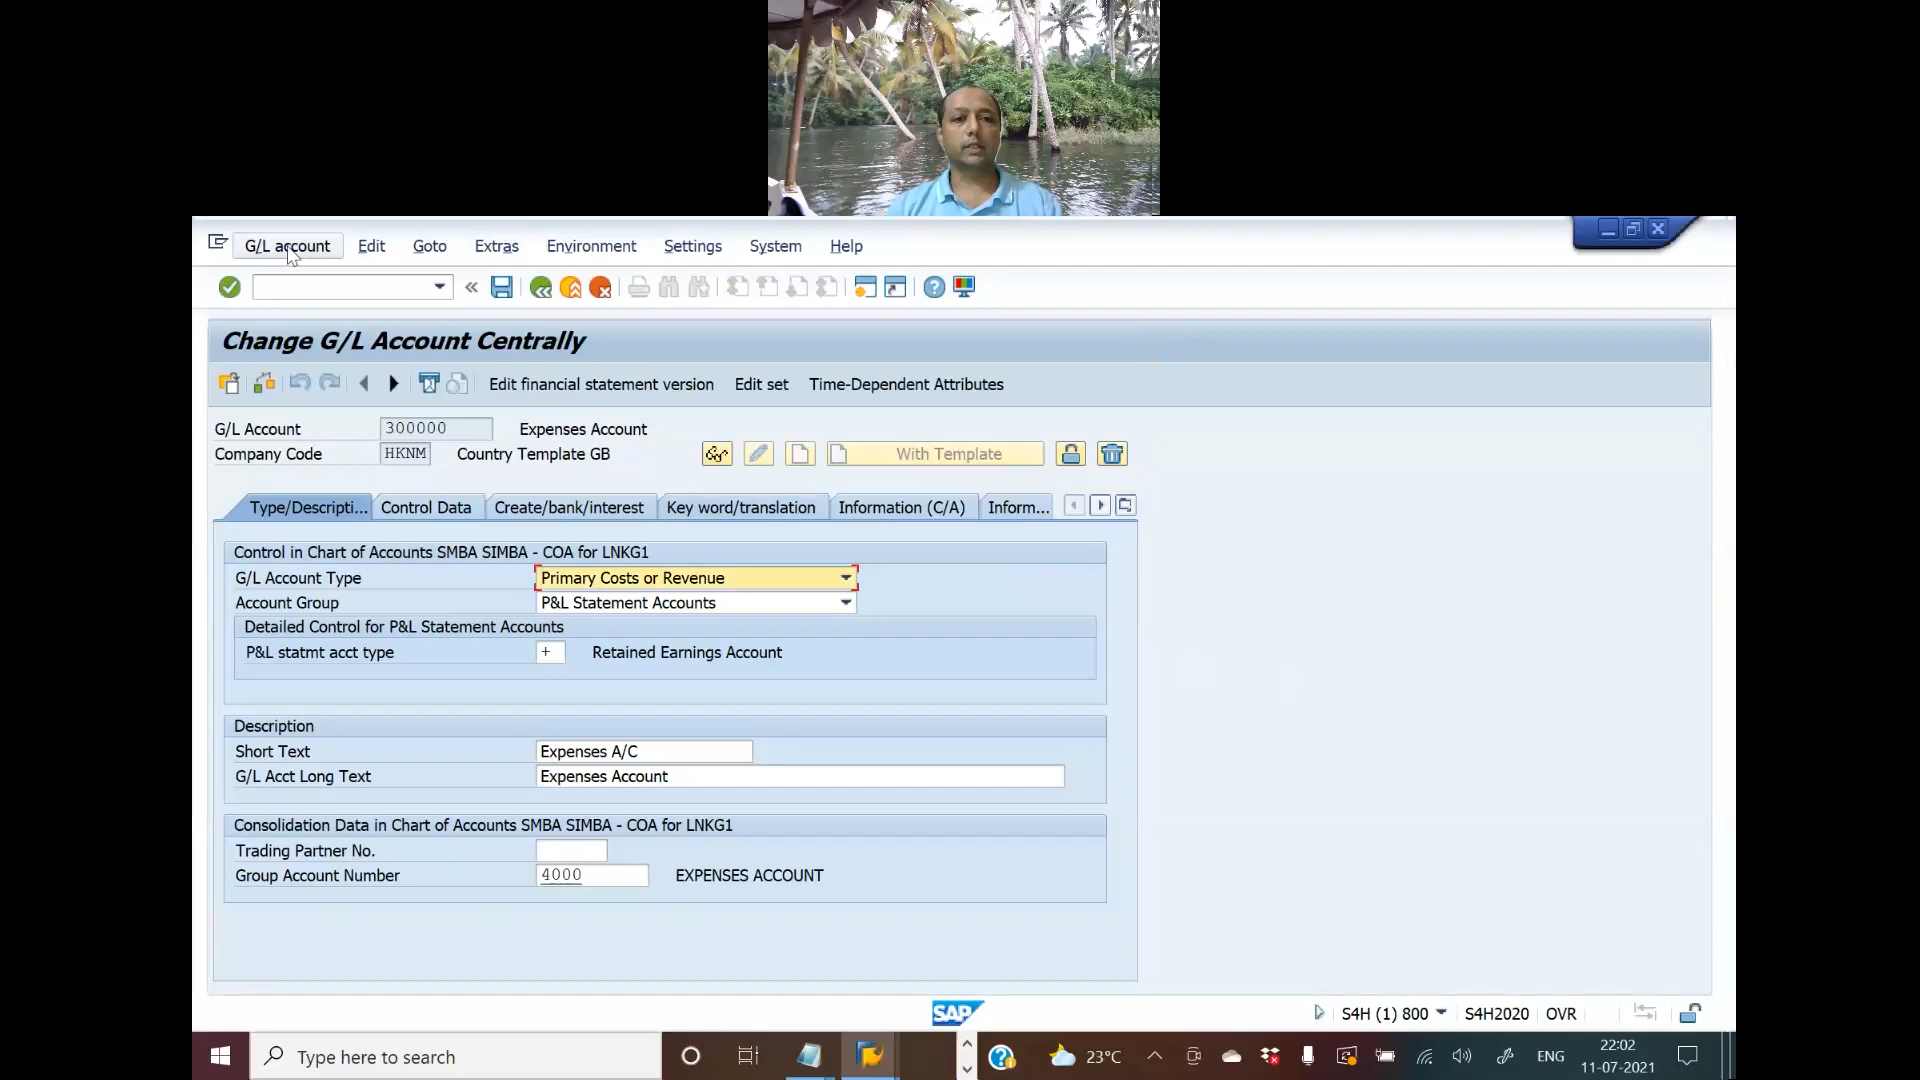 G/L account Edit Goto Extras Environment Settings System Help
Change G/L Account Centrally
Edit financial statement version Edit set Time-Dependent Attributes
G/L Account 300000 Expenses Account
Company Code HKNM Country Template GB With Template
Type/Descripti... Control Data Create/bank/interest Key word/translation Information (C/A) Inform...
Control in Chart of Accounts SMBA SIMBA - COA for LNKG1
G/L Account Type Primary Costs or Revenue
Account Group P&L Statement Accounts
Detailed Control for P&L Statement Accounts
P&L statmt acct type + Retained Earnings Account
Description
Short Text Expenses A/C
G/L Acct Long Text Expenses Account
Consolidation Data in Chart of Accounts SMBA SIMBA - COA for LNKG1
Trading Partner No.
Group Account Number 4000 EXPENSES ACCOUNT
SAP S4H (1) 800 S4H2020 OVR
Type here to search 23°C ENG 22:02
11-07-2021